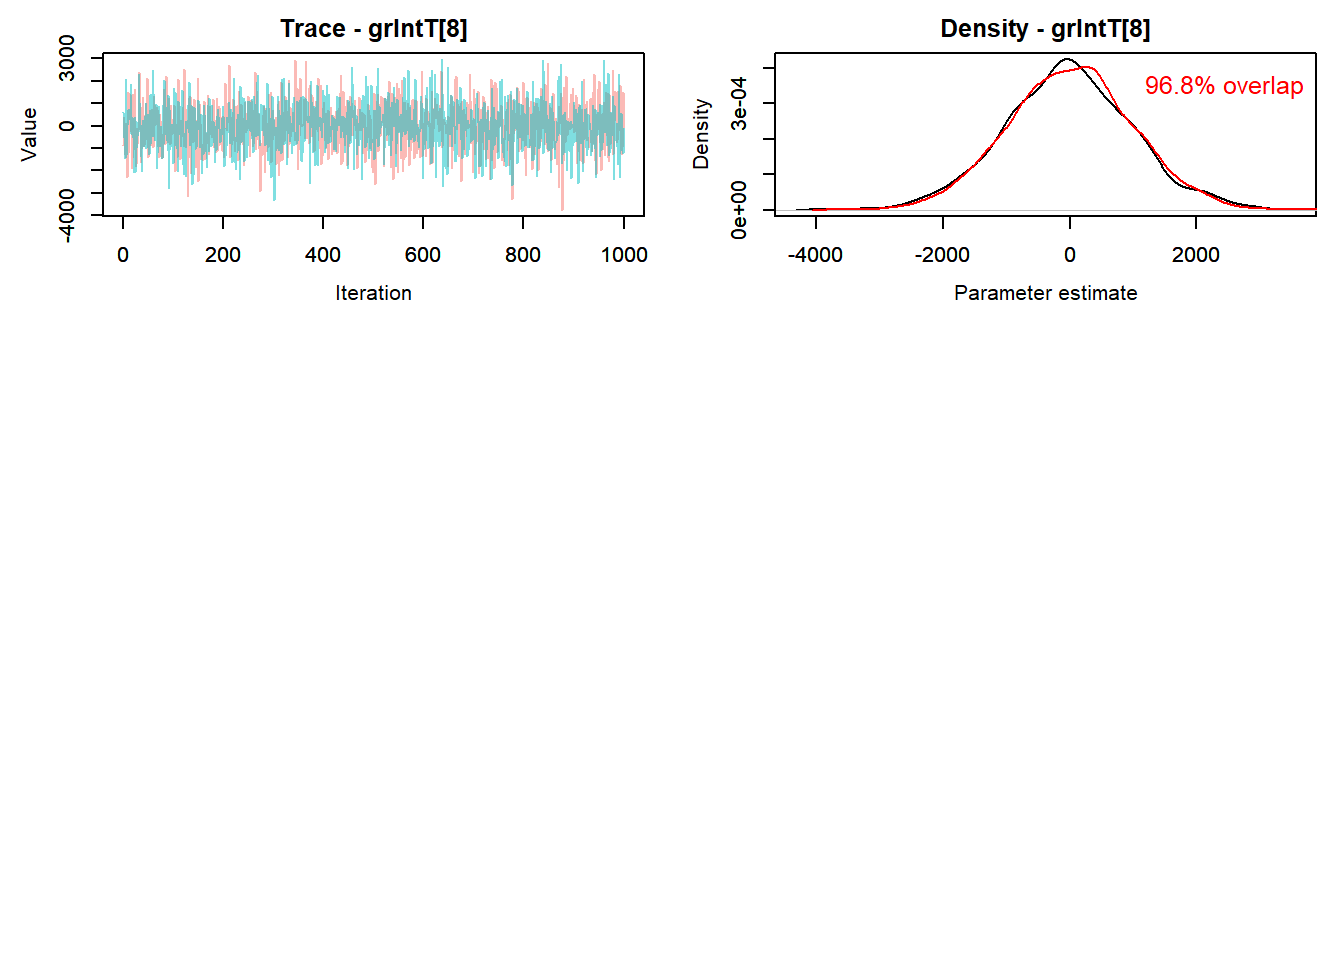 Trace - grIntT[8]
Value
3000
0
-4000
0 200 400 600 800 1000
Iteration
Density - grIntT[8]
96.8% overlap
Density
3e-04
0e+00
-4000 -2000 0 2000
Parameter estimate